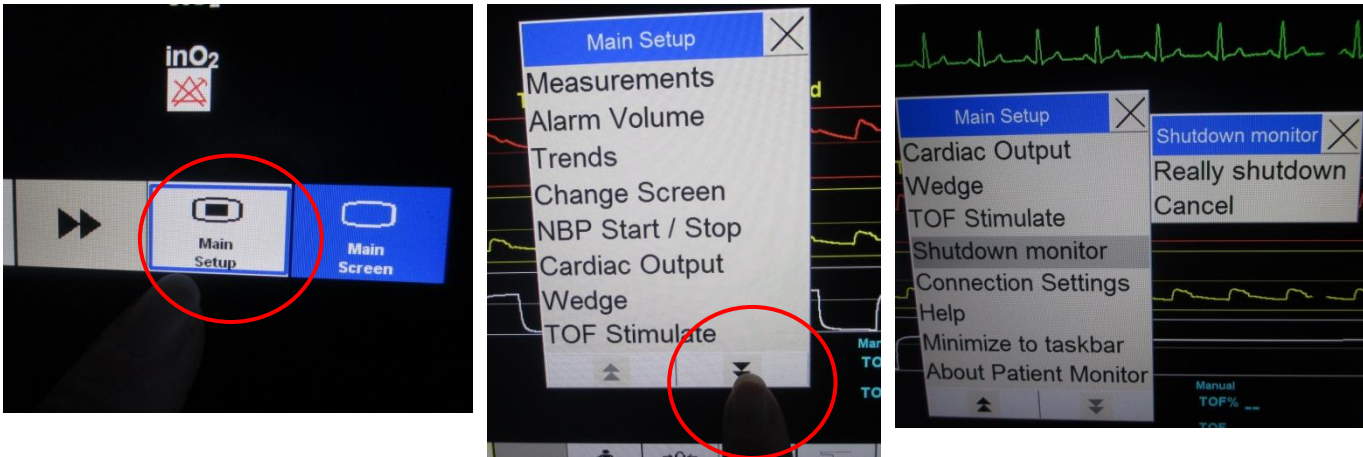 inO2
Main
Setup
Main
Screen
Main Setup
Measurements
Alarm Volume
Trends
Change Screen
NBP Start / Stop
Cardiac Output
Wedge
TOF Stimulate
d
Main Setup
Cardiac Output
Wedge
TOF Stimulate
Shutdown monitor
Connection Settings
Help
Minimize to taskbar
About Patient Monitor
Shutdown monitor
Really shutdown
Cancel
Manual
TOF% __